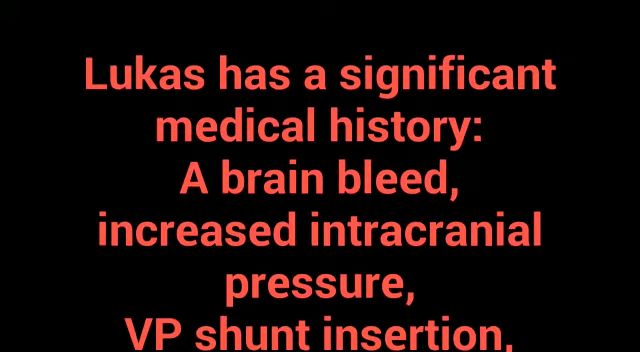 Lukas has a significant
medical history:
A brain bleed,
increased intracranial
pressure,
VP shunt insertion,